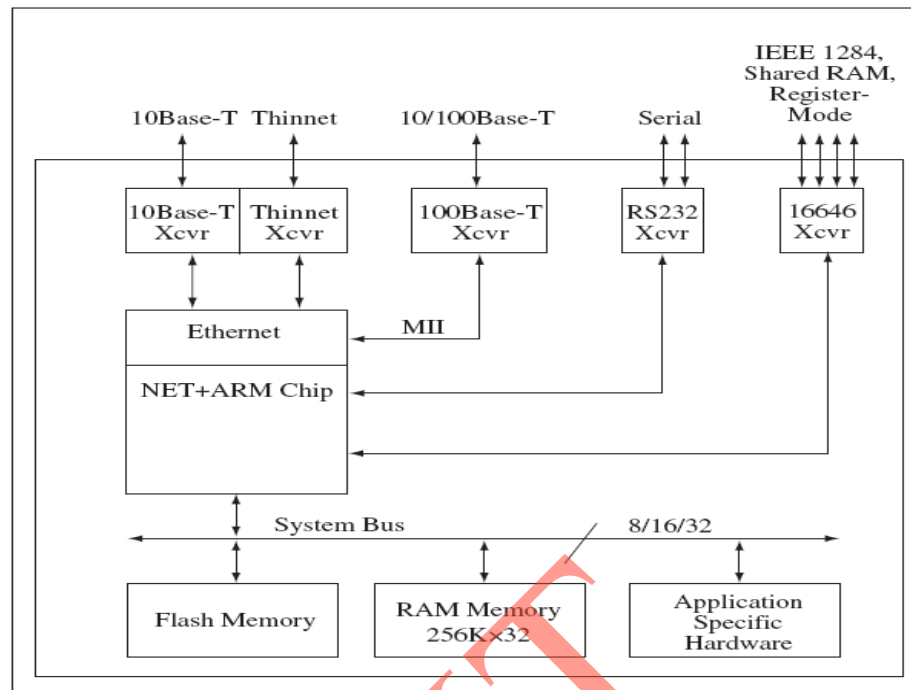 IEEE 1284,
Shared RAM,
Register-
Mode
10Base-T Thinnet 10/100Base-T Serial
10Base-T
Xcvr
Thinnet
Xcvr
100Base-T
Xcvr
RS232
Xcvr
16646
Xcvr
Ethernet
MII
NET+ARM Chip
System Bus 8/16/32
Flash Memory
RAM Memory
256K×32
Application
Specific
Hardware